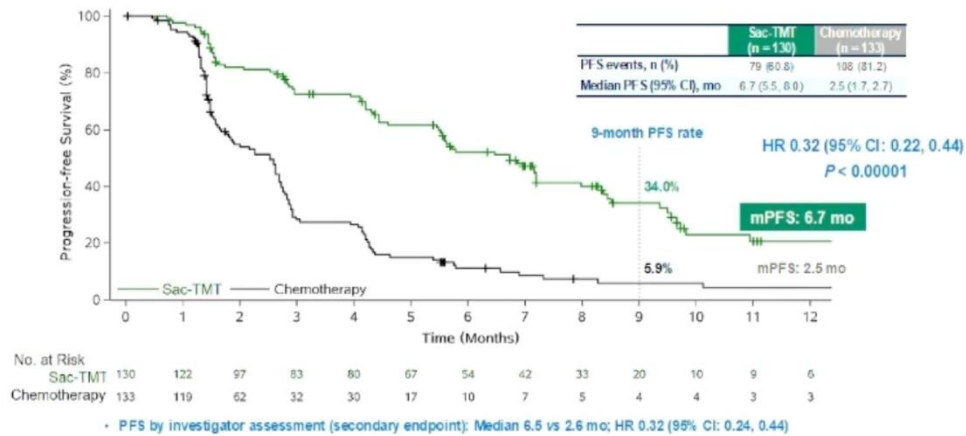 Sac-TMT Chemotherapy
(n = 130) (n = 133)
PFS events, n (%) 79 (60.8) 108 (81.2)
Median PFS (95% CI), mo 6.7 (5.5, 8.0) 2.5 (1.7, 2.7)
HR 0.32 (95% CI: 0.22, 0.44)
P < 0.00001
9-month PFS rate
34.0%
5.9%
mPFS: 6.7 mo
mPFS: 2.5 mo
Progression-free Survival (%)
100
80
60
40
20
0
Sac-TMT Chemotherapy
0 1 2 3 4 5 6 7 8 9 10 11 12
Time (Months)
No. at Risk
Sac-TMT 130 122 97 83 80 67 54 42 33 20 10 9 6
Chemotherapy 133 119 62 32 30 17 10 7 5 4 4 3 3
• PFS by investigator assessment (secondary endpoint): Median 6.5 vs 2.6 mo; HR 0.32 (95% CI: 0.24, 0.44)